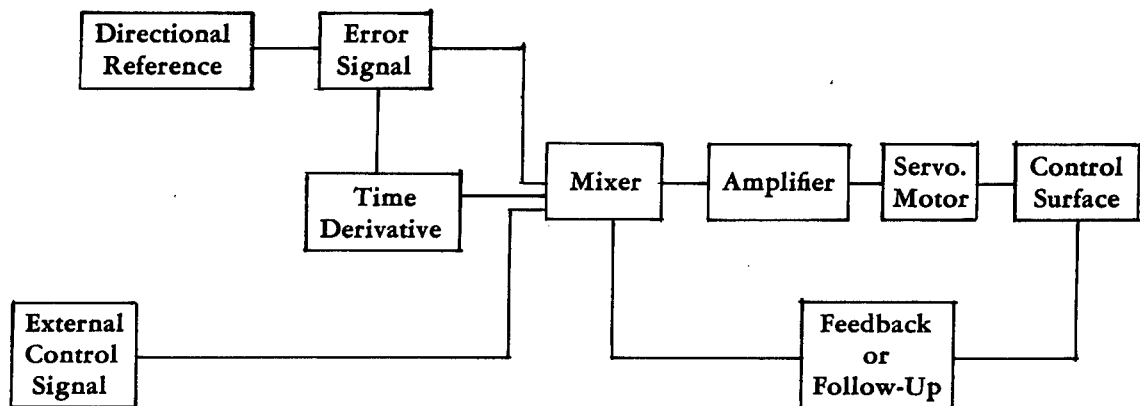 Directional
Reference
Error
Signal
Time
Derivative
Mixer
Amplifier
Servo.
Motor
Control
Surface
External
Control
Signal
Feedback
or
Follow-Up